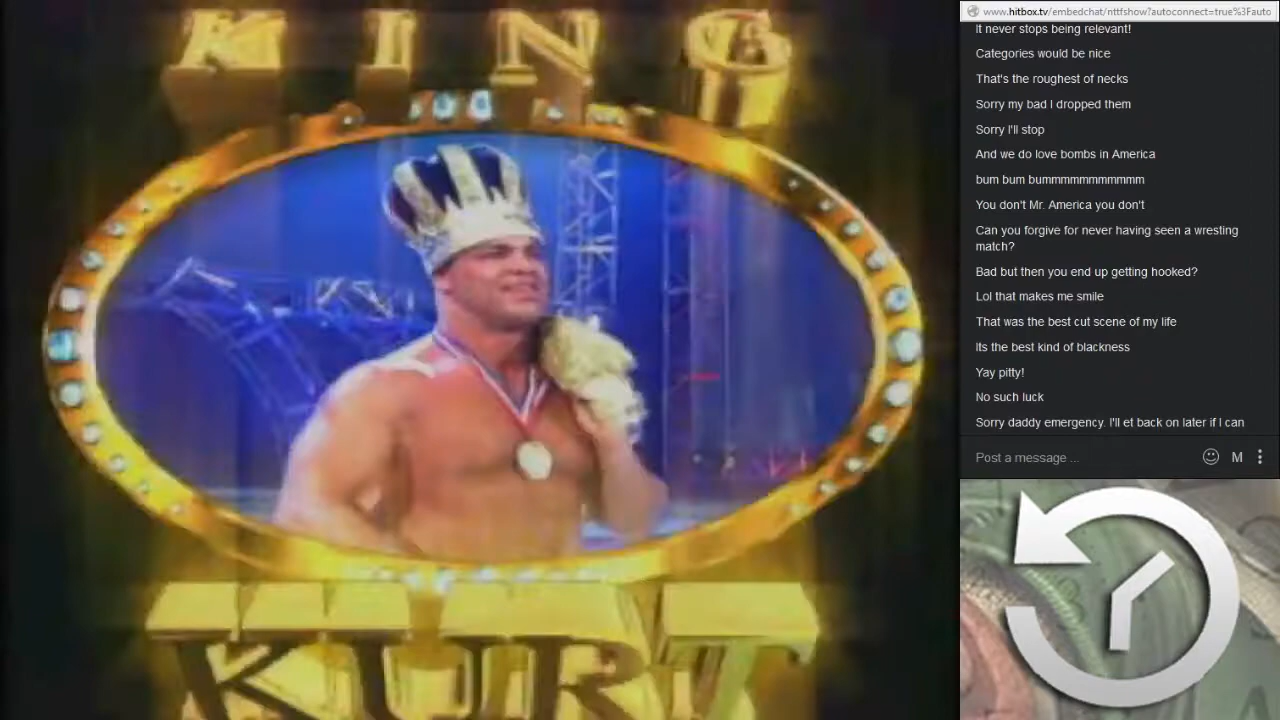 KING
KURT
www.hitbox.tv/embedchat/nttfshow?autoconnect=true%3Fauto
It never stops being relevant!
Categories would be nice
That's the roughest of necks
Sorry my bad I dropped them
Sorry I'll stop
And we do love bombs in America
bum bum bummmmmmmmmmm
You don't Mr. America you don't
Can you forgive for never having seen a wresting
match?
Bad but then you end up getting hooked?
Lol that makes me smile
That was the best cut scene of my life
Its the best kind of blackness
Yay pitty!
No such luck
Sorry daddy emergency. I'll et back on later if I can
Post a message ...
M